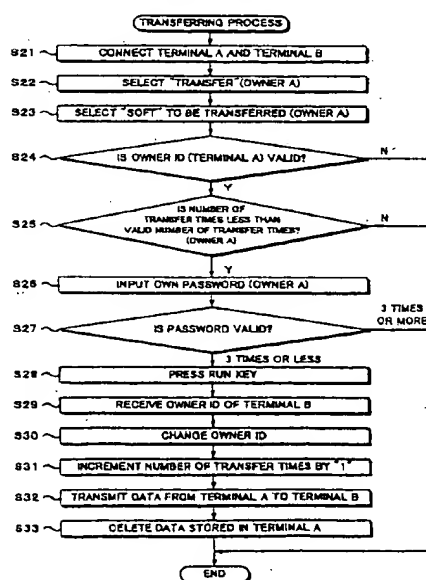 TRANSFERRING PROCESS
S21 CONNECT TERMINAL A AND TERMINAL B
S22 SELECT "TRANSFER" (OWNER A)
S23 SELECT "SOFT" TO BE TRANSFERRED (OWNER A)
S24 IS OWNER ID (TERMINAL A) VALID? N
Y
S25 IS NUMBER OF
TRANSFER TIMES LESS THAN
VALID NUMBER OF TRANSFER TIMES?
(OWNER A)
N
Y
S26 INPUT OWN PASSWORD (OWNER A)
S27 IS PASSWORD VALID?
3 TIMES
OR MORE
3 TIMES OR LESS
S28 PRESS RUN KEY
S29 RECEIVE OWNER ID OF TERMINAL B
S30 CHANGE OWNER ID
S31 INCREMENT NUMBER OF TRANSFER TIMES BY "1"
S32 TRANSMIT DATA FROM TERMINAL A TO TERMINAL B
S33 DELETE DATA STORED IN TERMINAL A
END